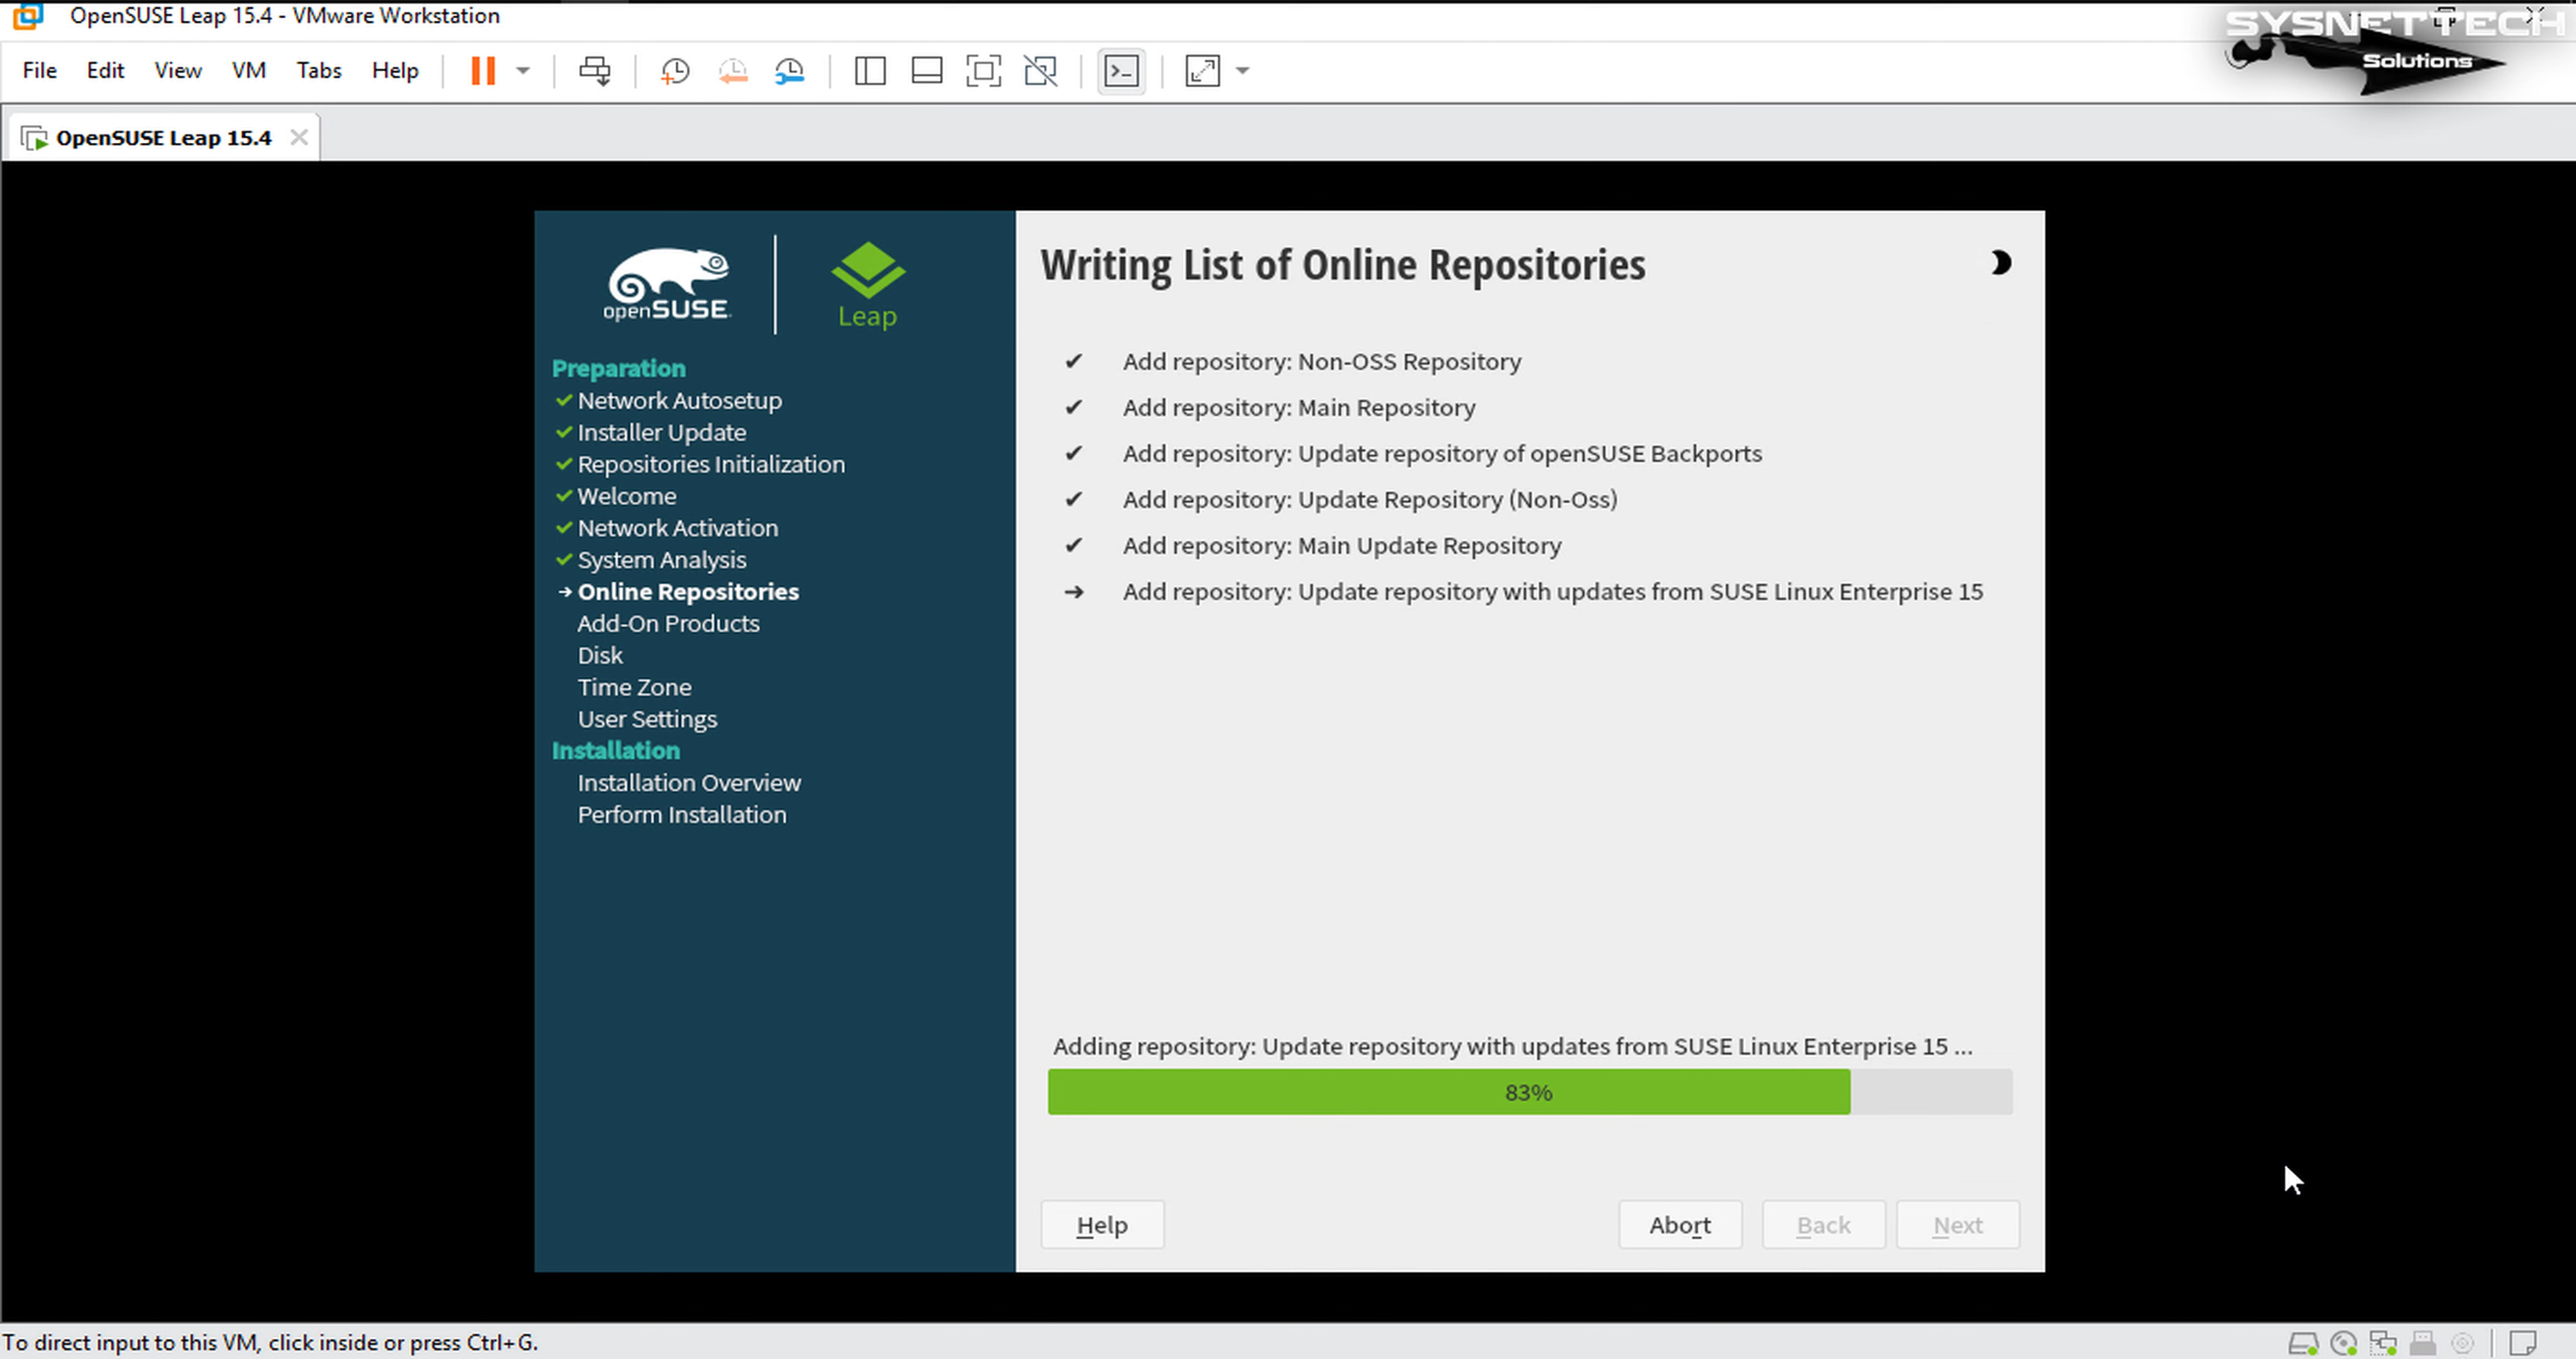 OpenSUSE Leap 15.4 - VMware Workstation
SYSNETTECH
Solutions
File Edit View VM Tabs Help
OpenSUSE Leap 15.4
openSUSE
Leap
Writing List of Online Repositories
Preparation
Network Autosetup
Installer Update
Repositories Initialization
Welcome
Network Activation
System Analysis
Online Repositories
Add-On Products
Disk
Time Zone
User Settings
Installation
Installation Overview
Perform Installation
Add repository: Non-OSS Repository
Add repository: Main Repository
Add repository: Update repository of openSUSE Backports
Add repository: Update Repository (Non-Oss)
Add repository: Main Update Repository
Add repository: Update repository with updates from SUSE Linux Enterprise 15
Adding repository: Update repository with updates from SUSE Linux Enterprise 15 ...
83%
Help Abort Back Next
To direct input to this VM, click inside or press Ctrl+G.